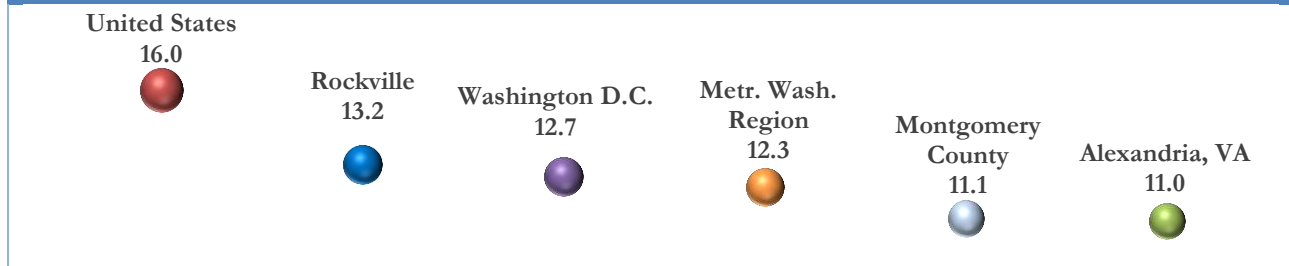 United States
16.0
Rockville
13.2
Washington D.C.
12.7
Metr. Wash.
Region
12.3
Montgomery
County
11.1
Alexandria, VA
11.0